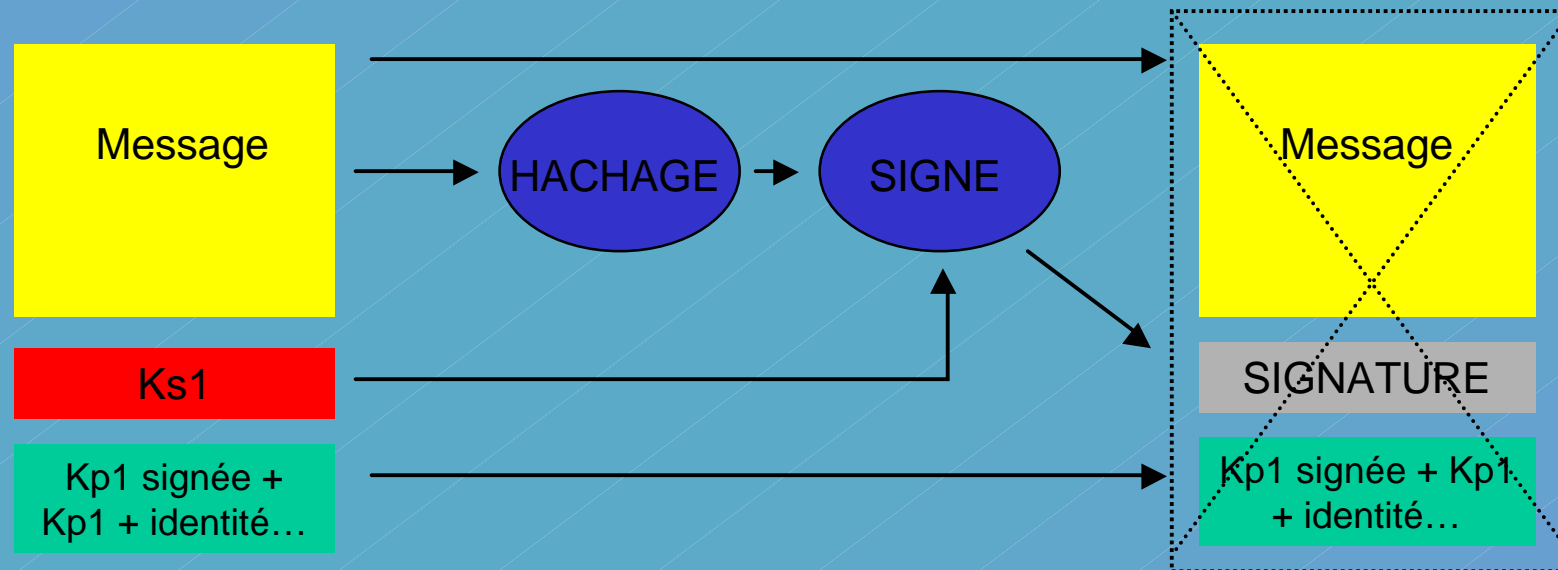 Message
HACHAGE
SIGNE
Message
Ks1
SIGNATURE
Kp1 signée +
Kp1 + identité…
Kp1 signée + Kp1
+ identité…